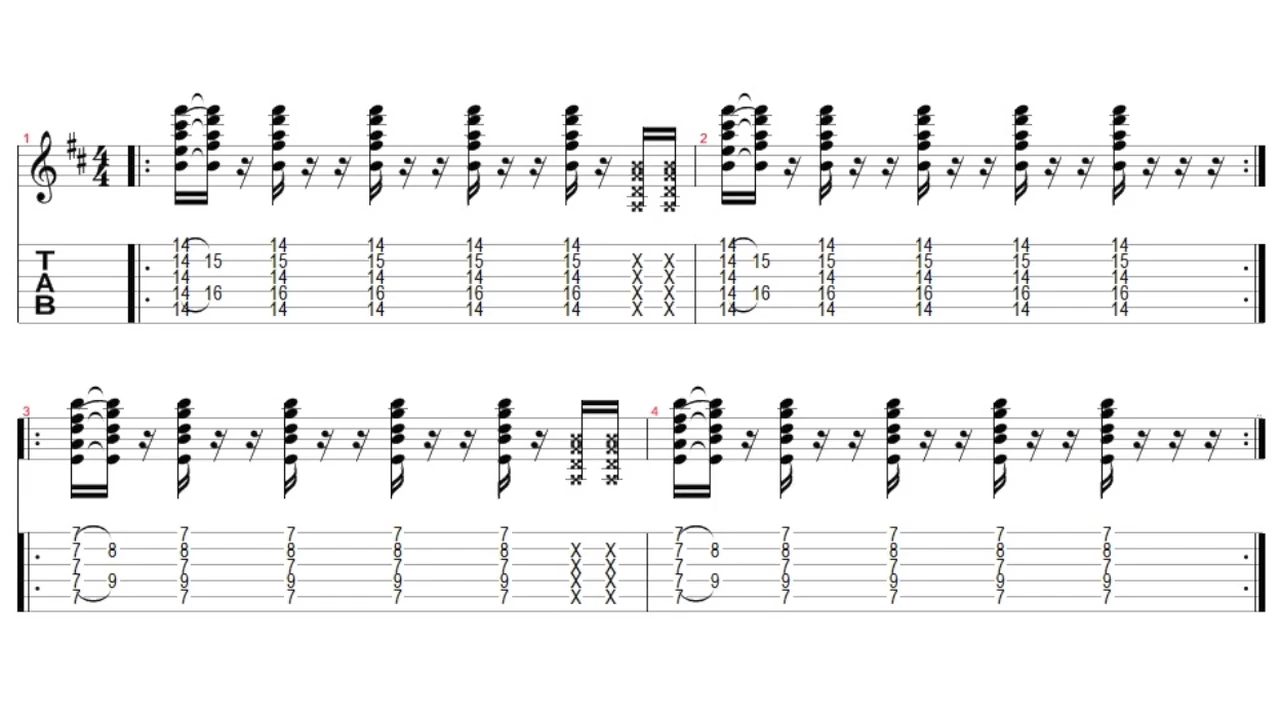 1 4 2
4
14 14 14 14 14 14 14 14 14 14
T 14 15 15 15 15 15 X X 14 15 15 15 15 15
A 14 14 14 14 14 X X 14 14 14 14 14
B 14 16 16 16 16 16 X X 14 16 16 16 16 16
14 14 14 14 14 X X 14 14 14 14 14
3 4
7 7 7 7 7 7 7 7 7 7
7 8 8 8 8 8 X X 7 8 8 8 8 8
7 7 7 7 7 X X 7 7 7 7 7
7 9 9 9 9 9 X X 7 9 9 9 9 9
7 7 7 7 7 X X 7 7 7 7 7